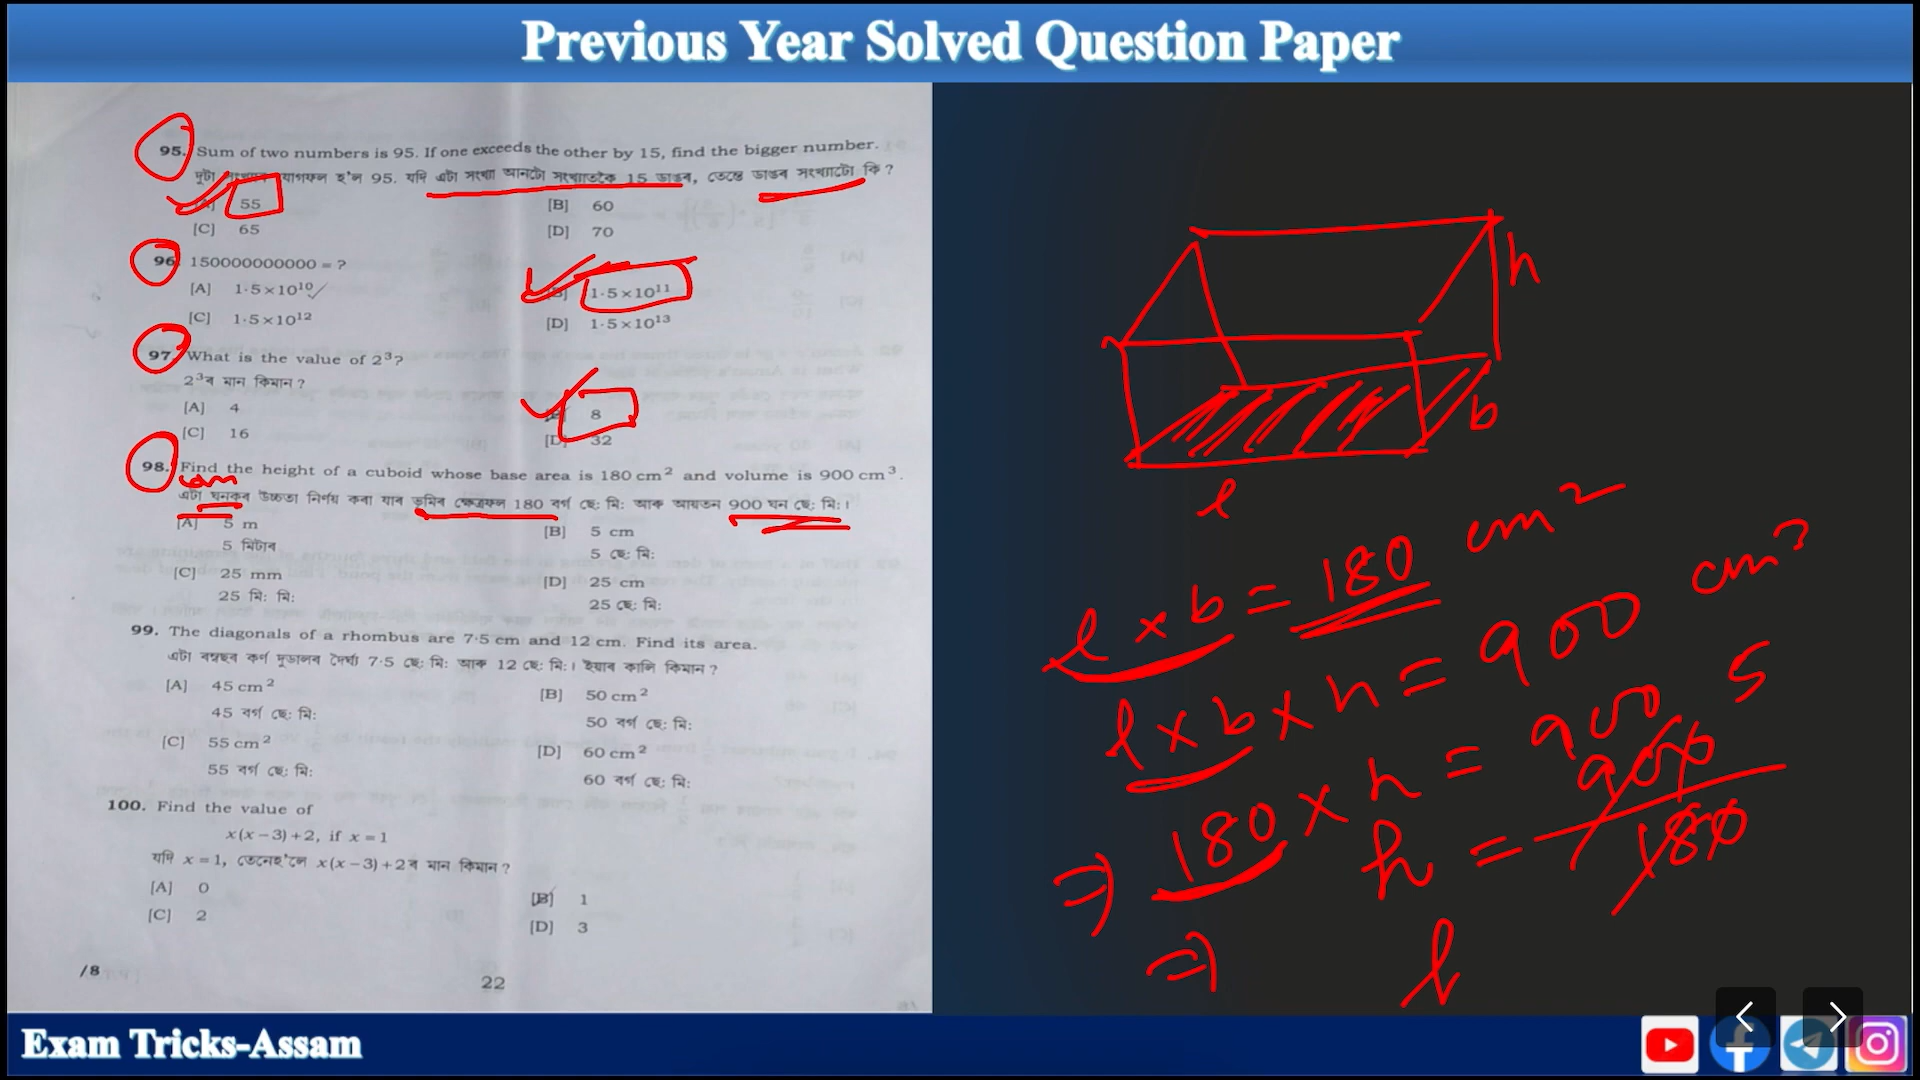 Previous Year Solved Question Paper
95. Sum of two numbers is 95. If one exceeds the other by 15, find the bigger number.
দুটা যোগফল হ'ল 95. যদি এটা সংখ্যা আনটো সংখ্যাতকৈ 15 ডাঙৰ, তেন্তে ডাঙৰ সংখ্যাটো কি ?
[A] 55
[B] 60
[C] 65
[D] 70
96. 150000000000 = ?
[A] 1·5×10¹⁰
[B] 1·5×10¹¹
[C] 1·5×10¹²
[D] 1·5×10¹³
97. What is the value of 2³?
2³ৰ মান কিমান ?
[A] 4
[B] 8
[C] 16
[D] 32
98. Find the height of a cuboid whose base area is 180 cm² and volume is 900 cm³.
এটা ঘনকৰ উচ্চতা নিৰ্ণয় কৰা যাৰ ভূমিৰ ক্ষেত্ৰফল 180 বৰ্গ ছে: মি: আৰু আয়তন 900 ঘন ছে: মি:।
[A] 5 m
5 মিটাৰ
[B] 5 cm
5 ছে: মি:
[C] 25 mm
25 মি: মি:
[D] 25 cm
25 ছে: মি:
99. The diagonals of a rhombus are 7·5 cm and 12 cm. Find its area.
এটা ৰম্বছৰ কৰ্ণ দুডালৰ দৈৰ্ঘ্য 7·5 ছে: মি: আৰু 12 ছে: মি:। ইয়াৰ কালি কিমান ?
[A] 45 cm²
45 বৰ্গ ছে: মি:
[B] 50 cm²
50 বৰ্গ ছে: মি:
[C] 55 cm²
55 বৰ্গ ছে: মি:
[D] 60 cm²
60 বৰ্গ ছে: মি:
100. Find the value of
x(x−3)+2, if x=1
যদি x=1, তেনেহ'লে x(x−3)+2ৰ মান কিমান ?
[A] 0
[B] 1
[C] 2
[D] 3
/8
22
h
b
l
l × b = 180 cm²
l × b × h = 900 cm³
⇒ 180 × h = 900
5
h = 900
180
⇒ h
Exam Tricks-Assam